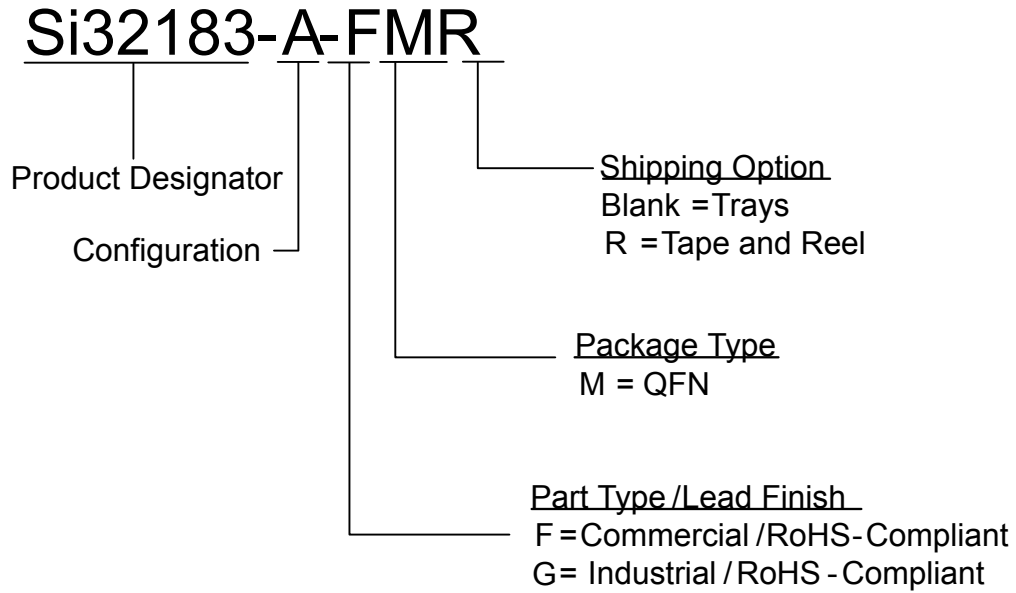 Si32183-A-FMR
Product Designator
Configuration
Shipping Option
Blank =Trays
R =Tape and Reel
Package Type
M = QFN
Part Type/Lead Finish
F=Commercial/RoHS-Compliant
G= Industrial/RoHS-Compliant